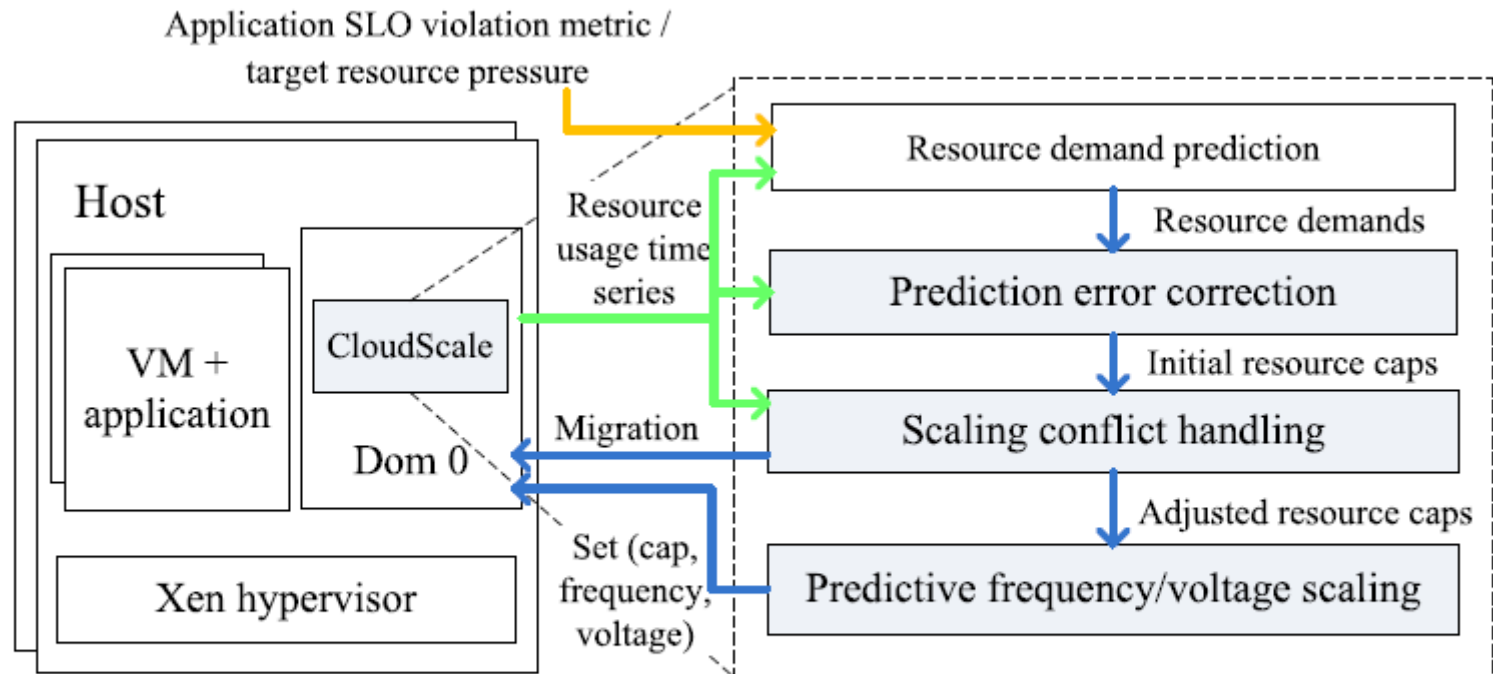 Application SLO violation metric /
target resource pressure
Host
VM +
application
CloudScale
Dom 0
Xen hypervisor
Resource
usage time
series
Migration
Set (cap,
frequency,
voltage)
Resource demand prediction
Resource demands
Prediction error correction
Initial resource caps
Scaling conflict handling
Adjusted resource caps
Predictive frequency/voltage scaling